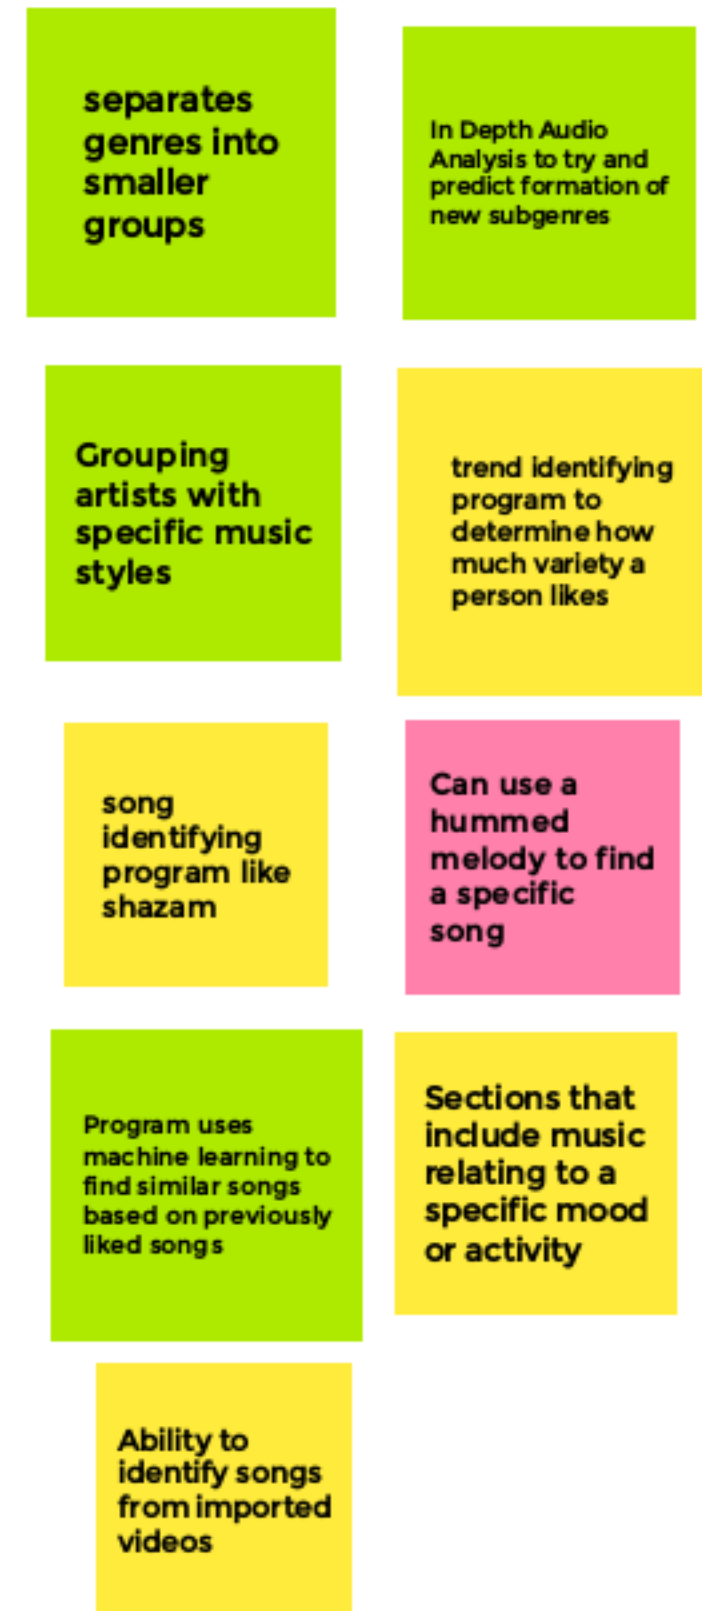 separates
genres into
smaller
groups
In Depth Audio
Analysis to try and
predict formation of
new subgenres
Grouping
artists with
specific music
styles
trend identifying
program to
determine how
much variety a
person likes
song
identifying
program like
shazam
Can use a
hummed
melody to find
a specific
song
Program uses
machine learning to
find similar songs
based on previously
liked songs
Sections that
include music
relating to a
specific mood
or activity
Ability to
identify songs
from imported
videos